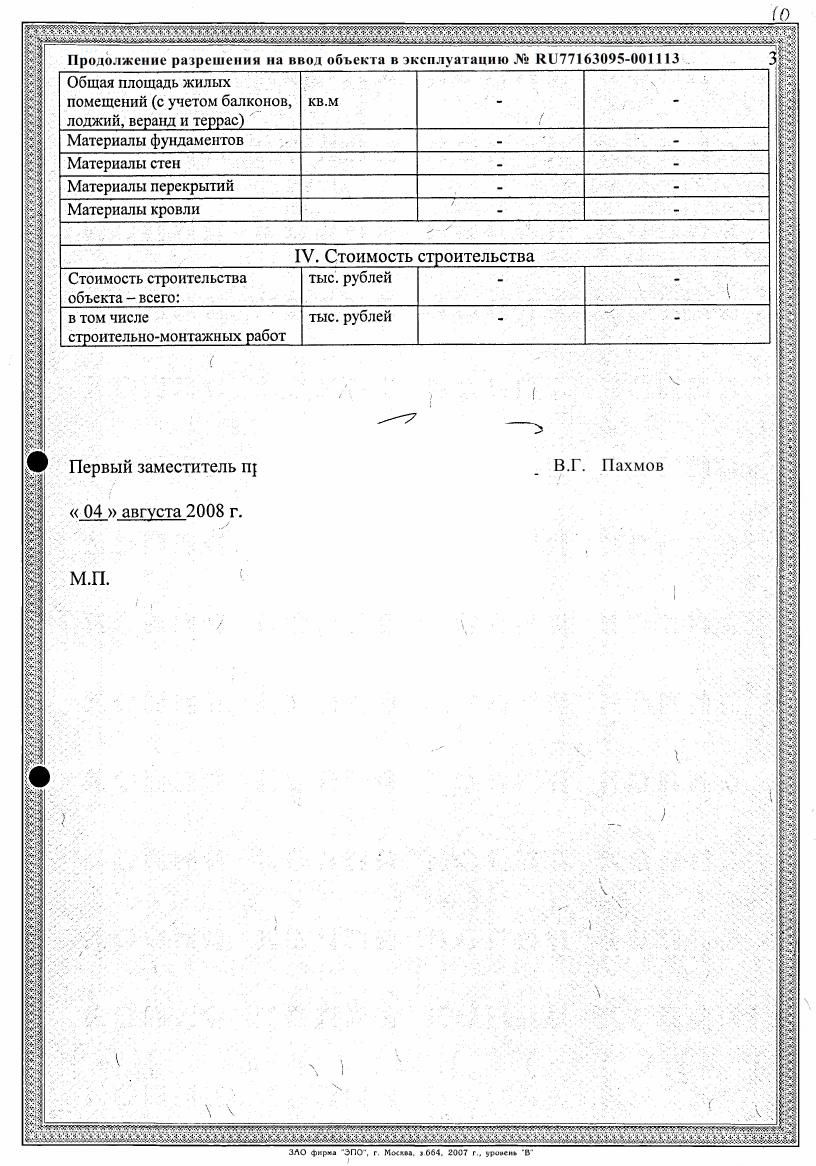 10
Продолжение разрешения на ввод объекта в эксплуатацию № RU77163095-001113
3
Общая площадь жилых
помещений (с учетом балконов, кв.м - -
лоджий, веранд и террас)
Материалы фундаментов - -
Материалы стен - -
Материалы перекрытий - -
Материалы кровли - -
IV. Стоимость строительства
Стоимость строительства тыс. рублей - -
объекта – всего:
в том числе тыс. рублей - -
строительно-монтажных работ
Первый заместитель В.Г. Пахмов
« 04 » августа 2008 г.
М.П.
ЗАО фирма "ЭПО", г. Москва, з.664, 2007 г., уровень "В"